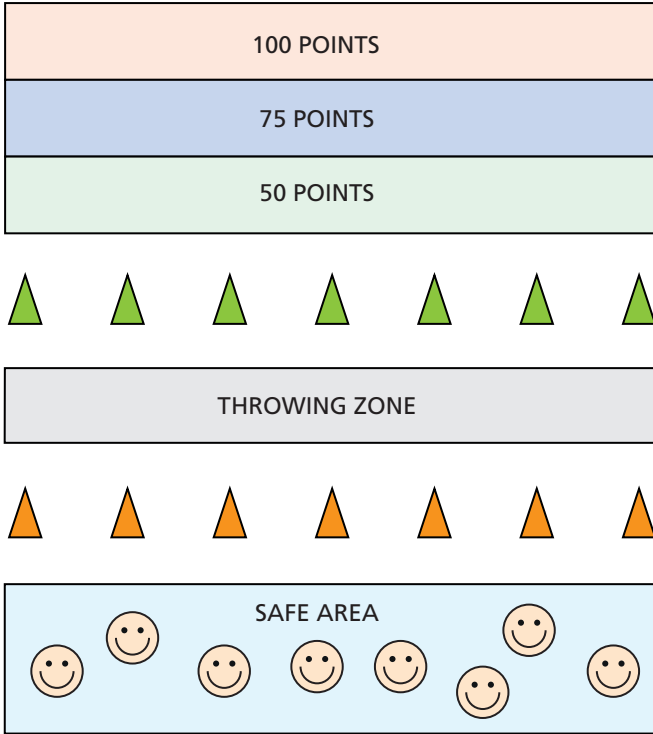 100 POINTS
75 POINTS
50 POINTS
THROWING ZONE
SAFE AREA